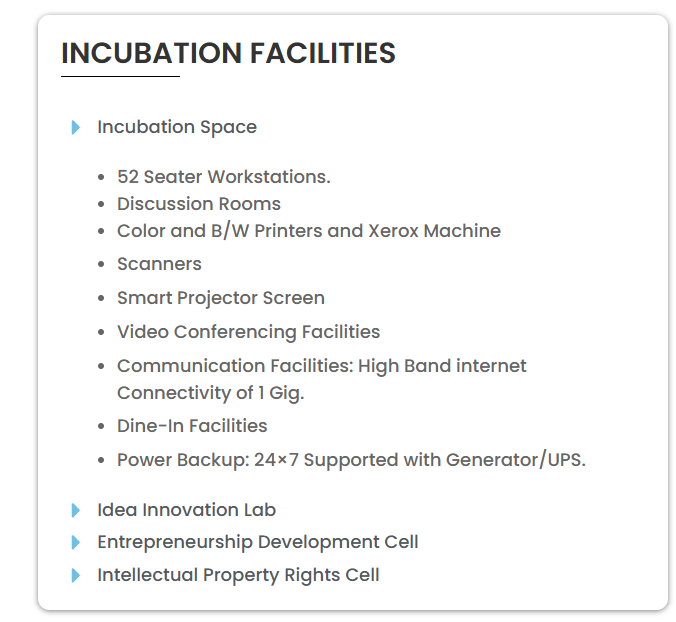 INCUBATION FACILITIES
Incubation Space
52 Seater Workstations.
Discussion Rooms
Color and B/W Printers and Xerox Machine
Scanners
Smart Projector Screen
Video Conferencing Facilities
Communication Facilities: High Band internet
Connectivity of 1 Gig.
Dine-In Facilities
Power Backup: 24×7 Supported with Generator/UPS.
Idea Innovation Lab
Entrepreneurship Development Cell
Intellectual Property Rights Cell